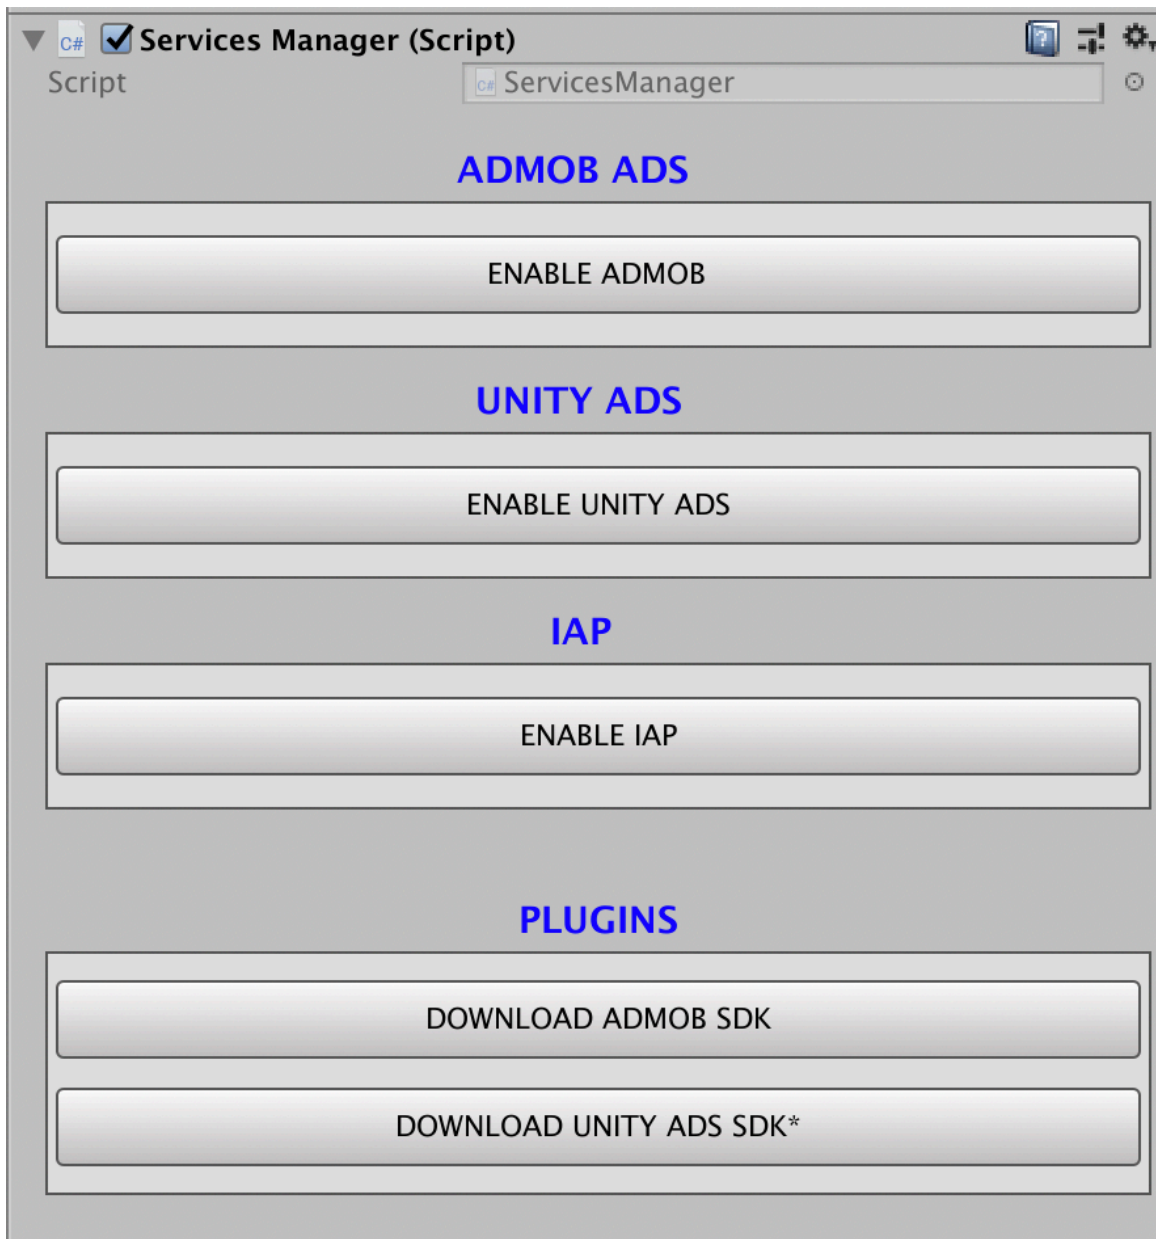 C# Services Manager (Script)
Script C# ServicesManager
ADMOB ADS
ENABLE ADMOB
UNITY ADS
ENABLE UNITY ADS
IAP
ENABLE IAP
PLUGINS
DOWNLOAD ADMOB SDK
DOWNLOAD UNITY ADS SDK*